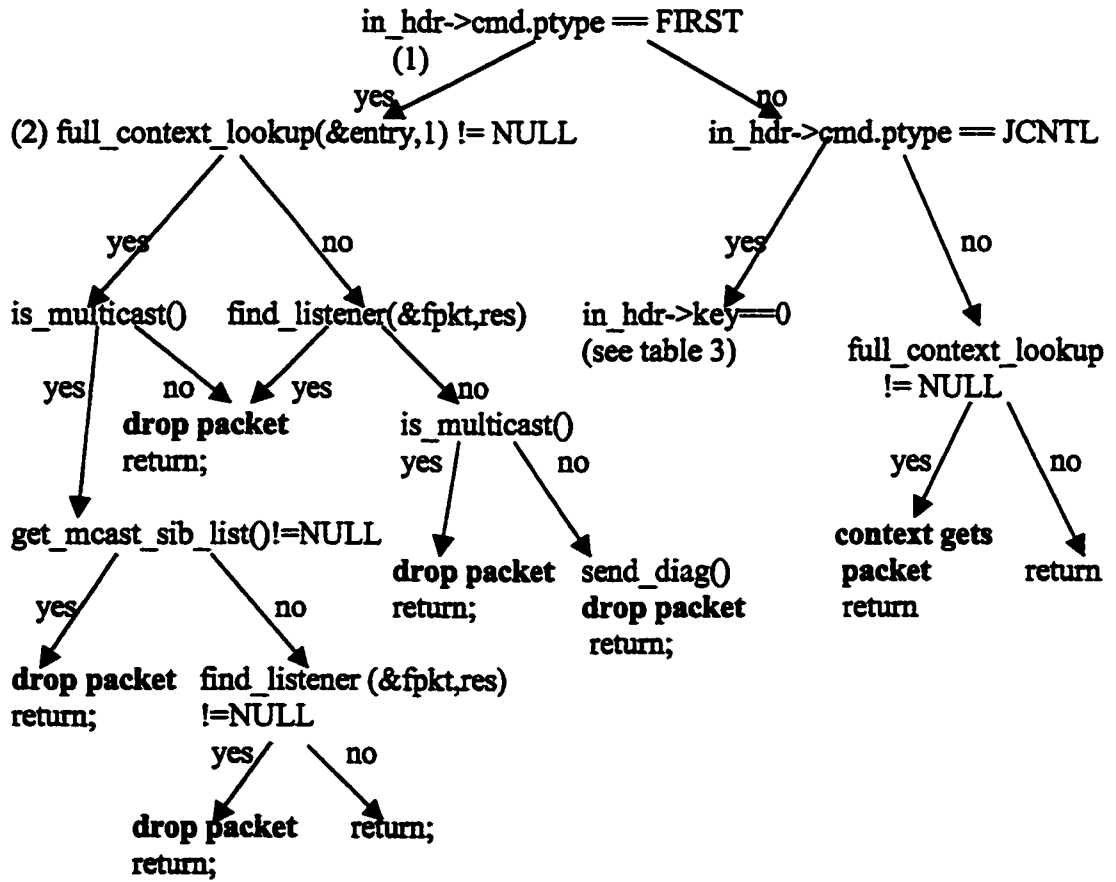 in_hdr->cmd.ptype == FIRST
(1)
yes
no
(2) full_context_lookup(&entry,1) != NULL
in_hdr->cmd.ptype == JCNTL
yes
no
yes
no
is_multicast()
find_listener(&fpkt,res)
in_hdr->key==0
(see table 3)
full_context_lookup
!= NULL
yes
no
yes
no
drop packet
return;
is_multicast()
yes
no
yes
no
get_mcast_sib_list()!=NULL
drop packet
return;
send_diag()
drop packet
return;
context gets
packet
return
return
yes
no
drop packet
return;
find_listener (&fpkt,res)
!=NULL
yes
no
drop packet
return;
return;